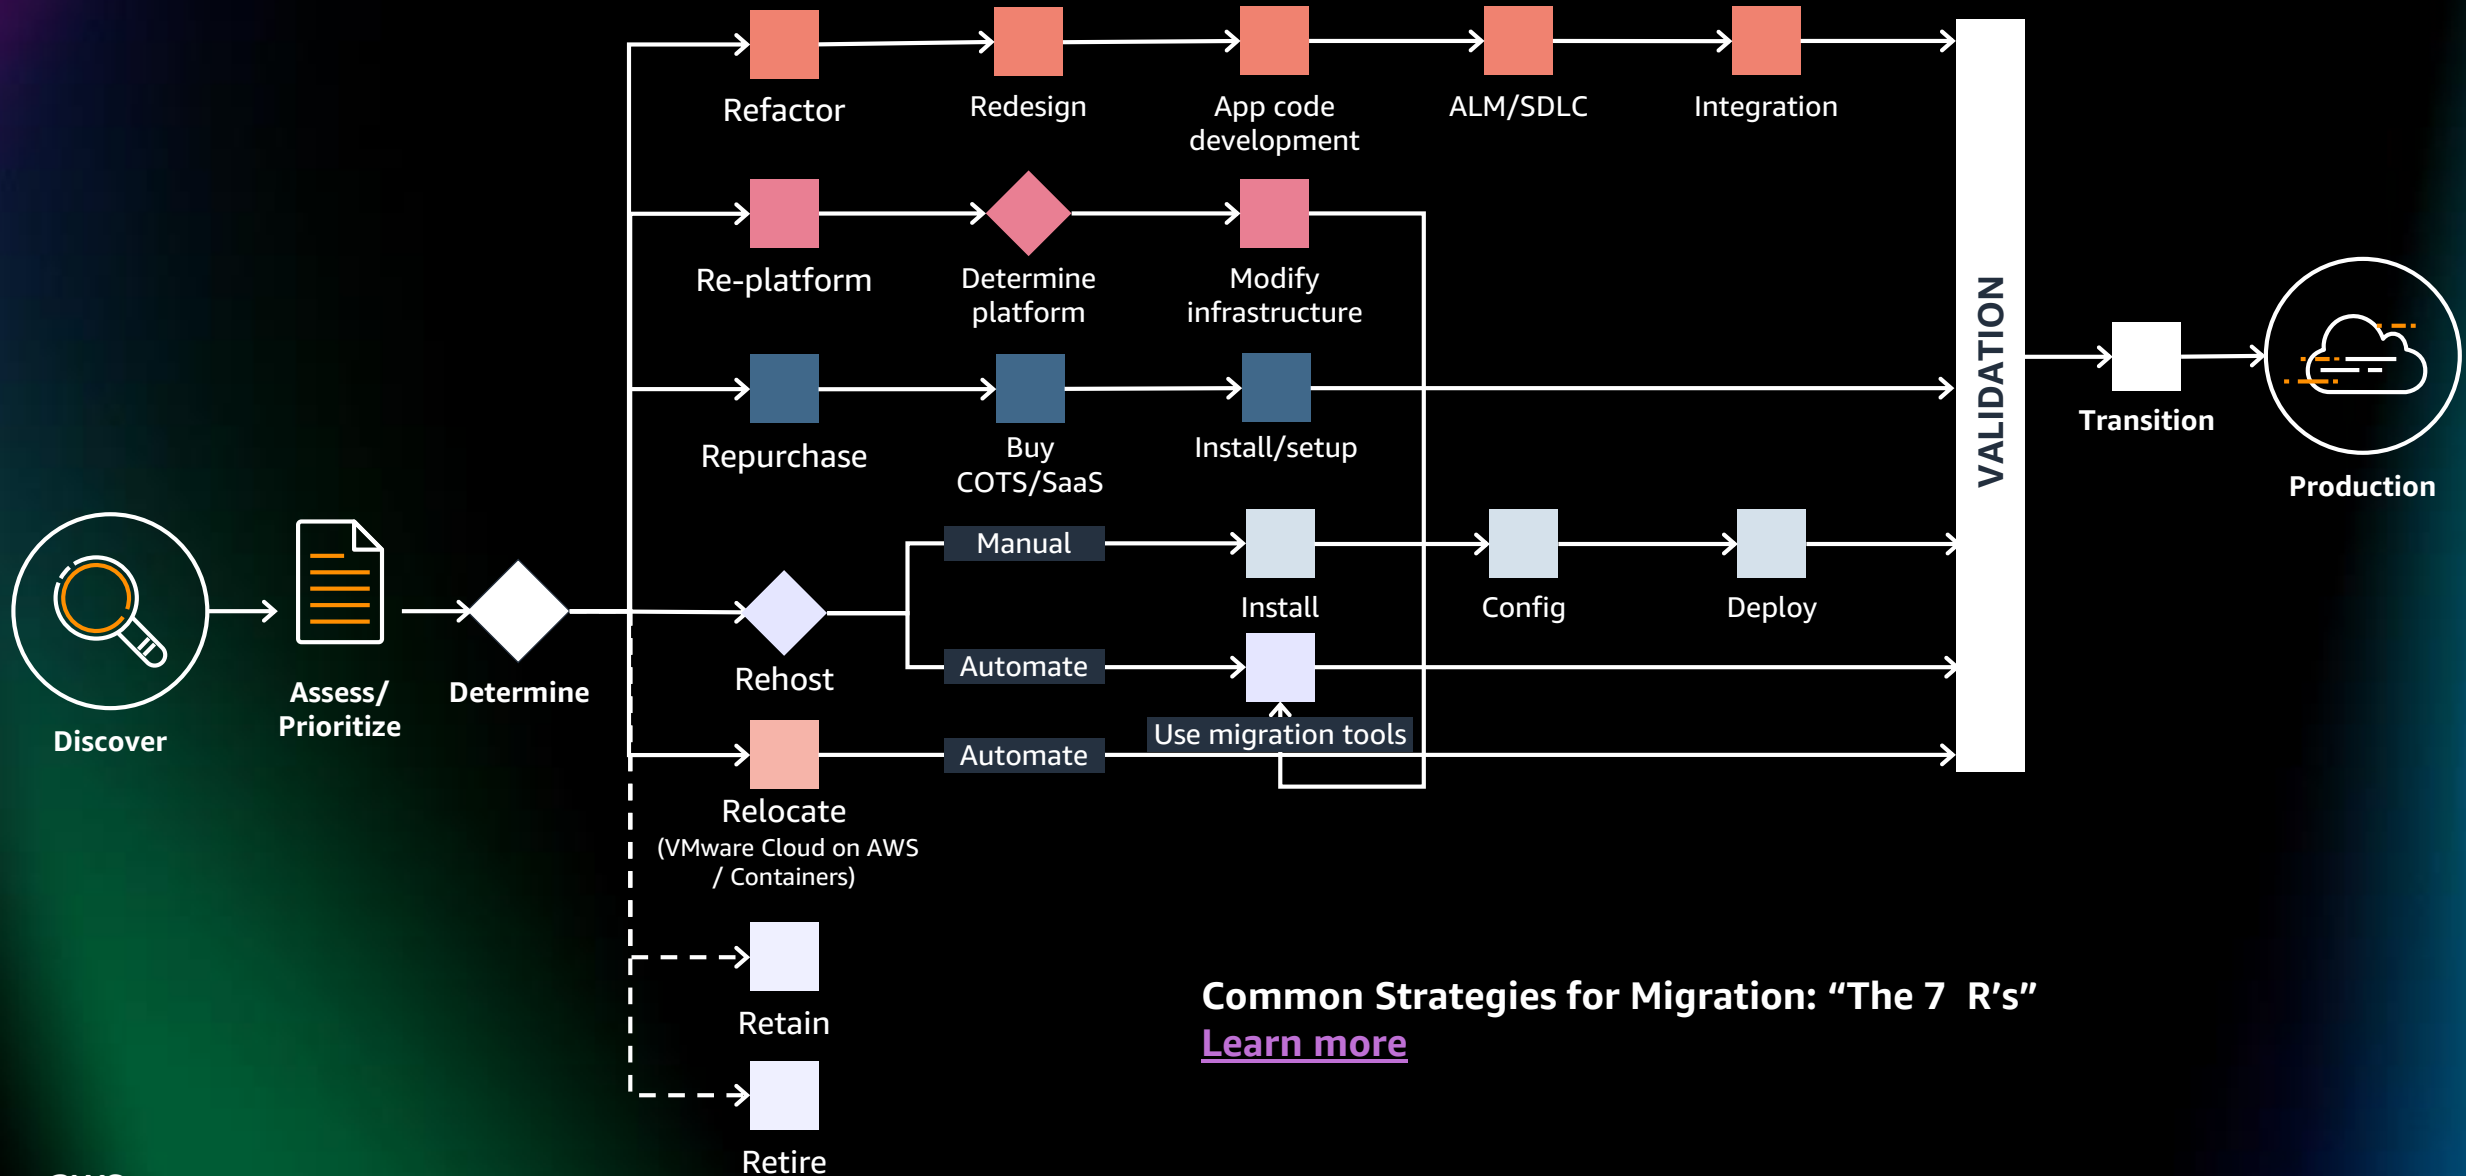 Refactor
Redesign
App code
development
ALM/SDLC
Integration
Re-platform
Determine
platform
Modify
infrastructure
Repurchase
Buy
COTS/SaaS
Install/setup
VALIDATION
Transition
Production
Discover
Assess/
Prioritize
Determine
Rehost
Manual
Install
Config
Deploy
Automate
Use migration tools
Relocate
(VMware Cloud on AWS
/ Containers)
Automate
Retain
Retire
Common Strategies for Migration: “The 7  R’s”
Learn more